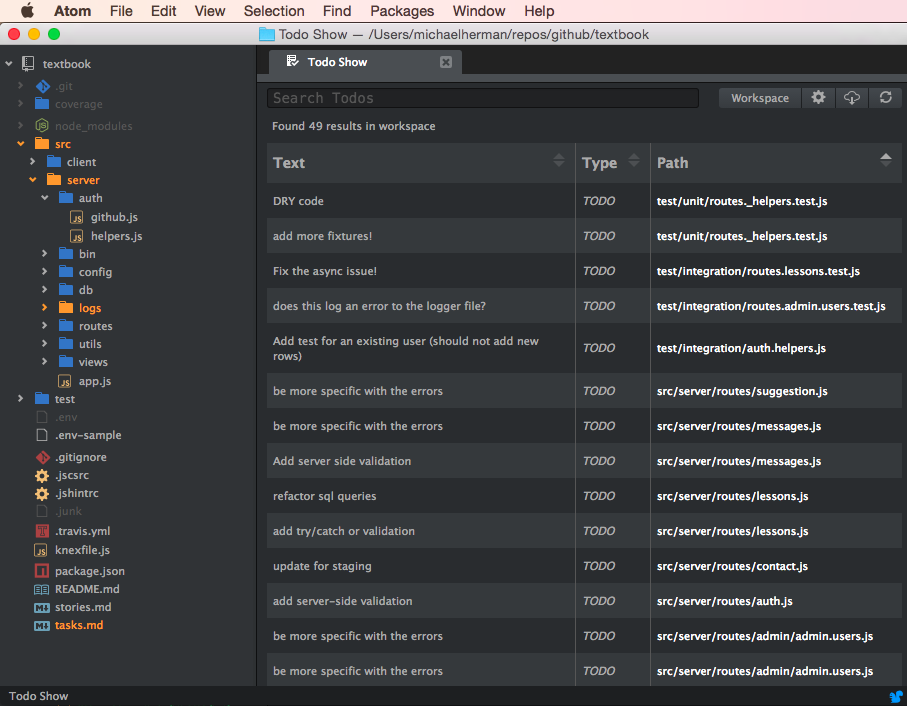 Atom File Edit View Selection Find Packages Window Help
Todo Show — /Users/michaelherman/repos/github/textbook
textbook
.git
coverage
node_modules
src
client
server
auth
github.js
helpers.js
bin
config
db
logs
routes
utils
views
app.js
test
.env
.env-sample
.gitignore
.jscsrc
.jshintrc
.junk
.travis.yml
knexfile.js
package.json
README.md
stories.md
tasks.md
Todo Show
Search Todos
Workspace
Found 49 results in workspace
Text Type Path
DRY code TODO test/unit/routes._helpers.test.js
add more fixtures! TODO test/unit/routes._helpers.test.js
Fix the async issue! TODO test/integration/routes.lessons.test.js
does this log an error to the logger file? TODO test/integration/routes.admin.users.test.js
Add test for an existing user (should not add new
rows) TODO test/integration/auth.helpers.js
be more specific with the errors TODO src/server/routes/suggestion.js
be more specific with the errors TODO src/server/routes/messages.js
Add server side validation TODO src/server/routes/messages.js
refactor sql queries TODO src/server/routes/lessons.js
add try/catch or validation TODO src/server/routes/lessons.js
update for staging TODO src/server/routes/contact.js
add server-side validation TODO src/server/routes/auth.js
be more specific with the errors TODO src/server/routes/admin/admin.users.js
be more specific with the errors TODO src/server/routes/admin/admin.users.js
Todo Show